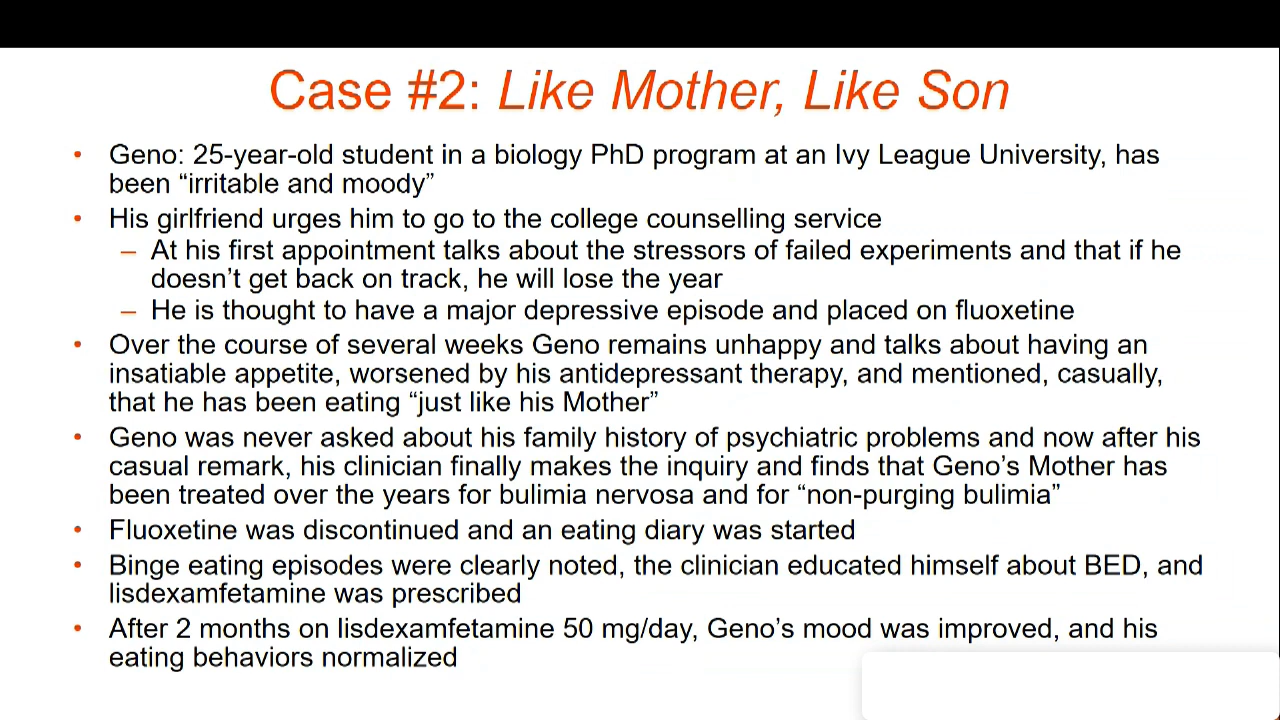 Case #2: Like Mother, Like Son
• Geno: 25-year-old student in a biology PhD program at an Ivy League University, has
been “irritable and moody”
• His girlfriend urges him to go to the college counselling service
– At his first appointment talks about the stressors of failed experiments and that if he
doesn’t get back on track, he will lose the year
– He is thought to have a major depressive episode and placed on fluoxetine
• Over the course of several weeks Geno remains unhappy and talks about having an
insatiable appetite, worsened by his antidepressant therapy, and mentioned, casually,
that he has been eating “just like his Mother”
• Geno was never asked about his family history of psychiatric problems and now after his
casual remark, his clinician finally makes the inquiry and finds that Geno’s Mother has
been treated over the years for bulimia nervosa and for “non-purging bulimia”
• Fluoxetine was discontinued and an eating diary was started
• Binge eating episodes were clearly noted, the clinician educated himself about BED, and
lisdexamfetamine was prescribed
• After 2 months on lisdexamfetamine 50 mg/day, Geno’s mood was improved, and his
eating behaviors normalized